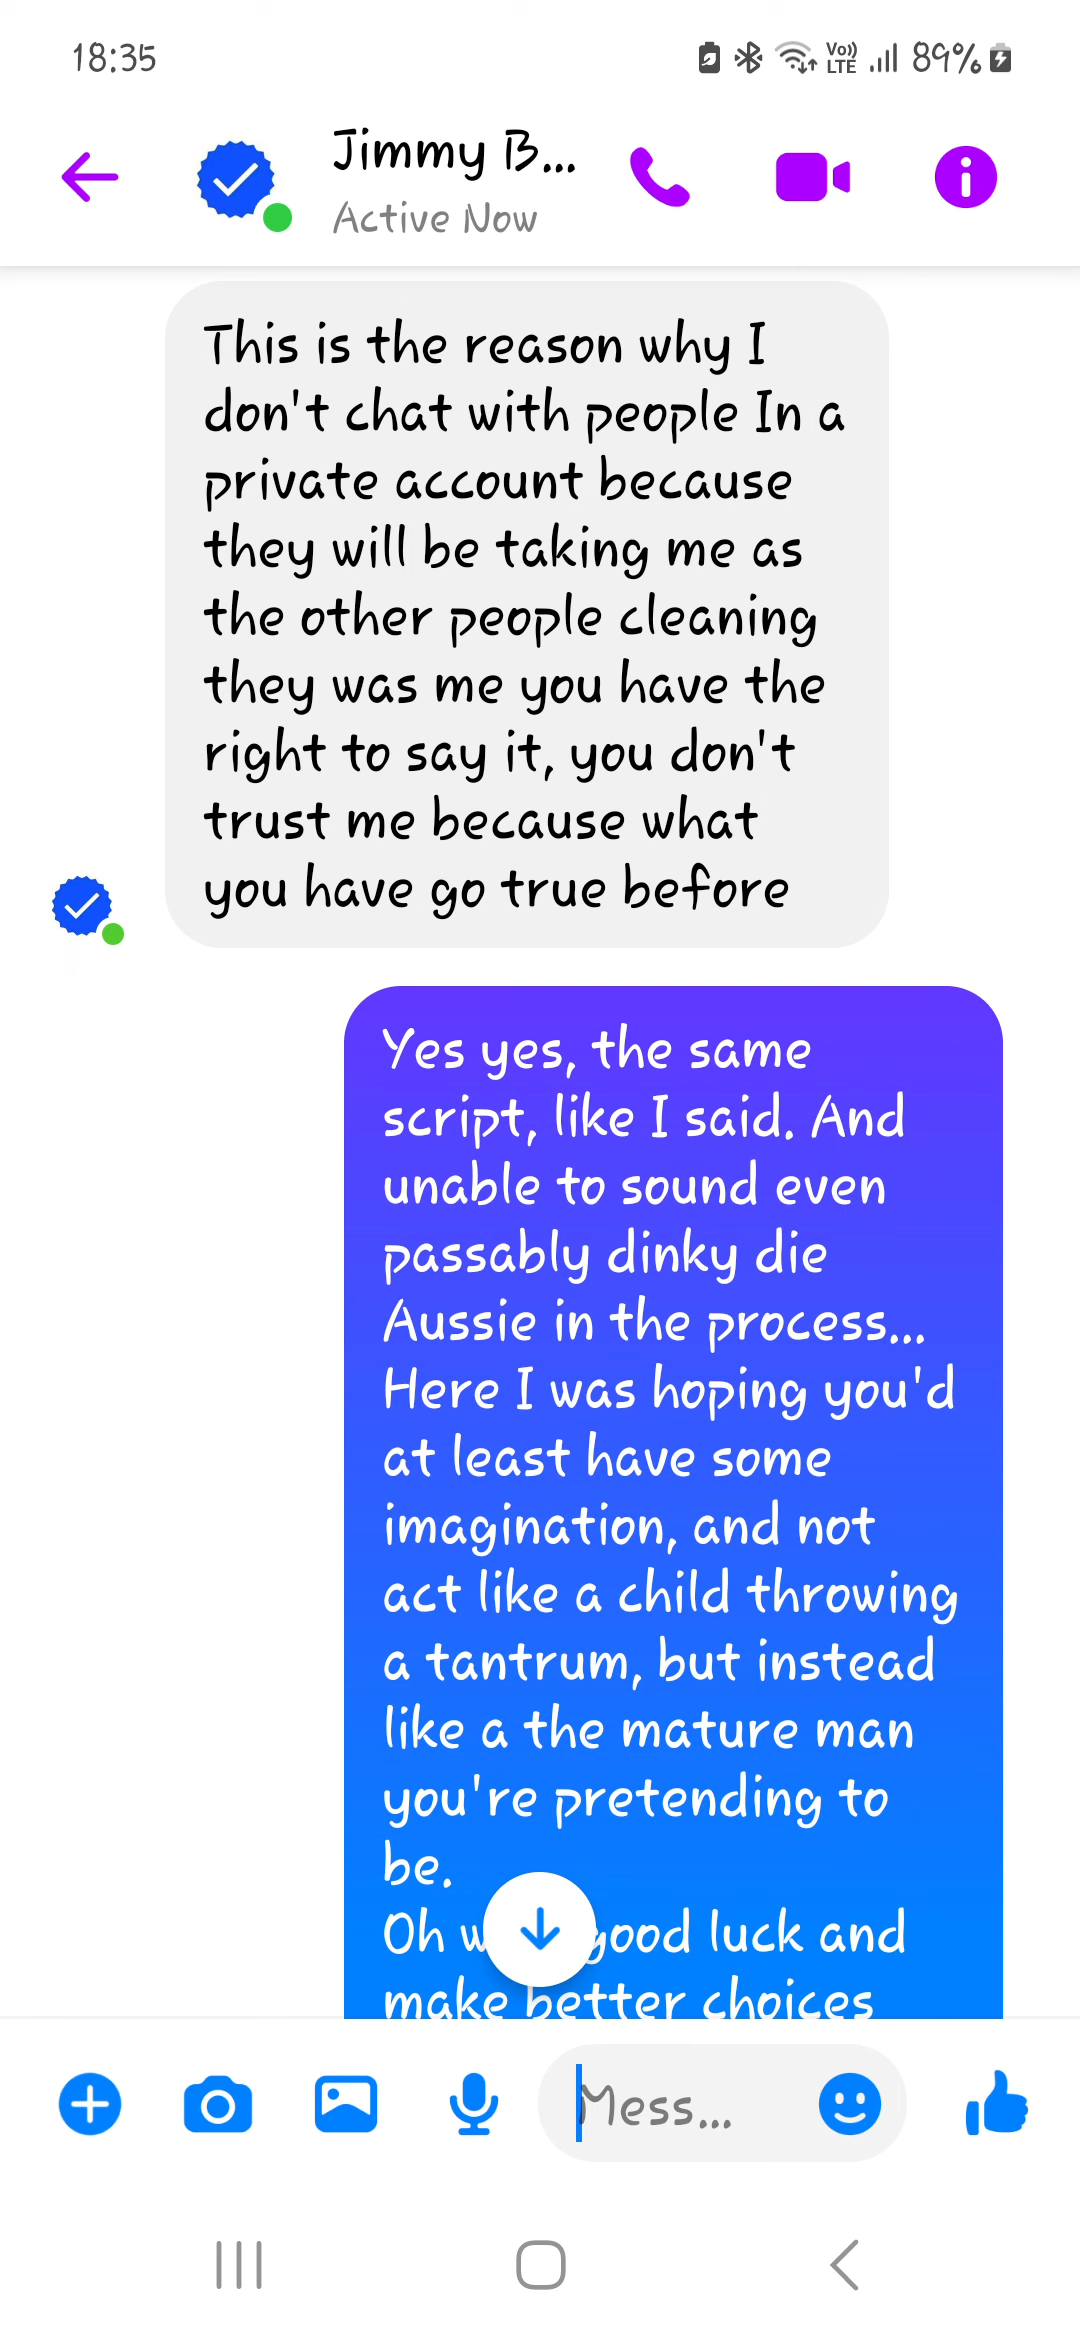 18:35
Vo))
LTE
89%
Jimmy B...
Active Now
This is the reason why I
don't chat with people In a
private account because
they will be taking me as
the other people cleaning
they was me you have the
right to say it, you don't
trust me because what
you have go true before
Yes yes, the same
script, like I said. And
unable to sound even
passably dinky die
Aussie in the process...
Here I was hoping you'd
at least have some
imagination, and not
act like a child throwing
a tantrum, but instead
like a the mature man
you're pretending to
be.
Oh good luck and
make better choices
Mess...